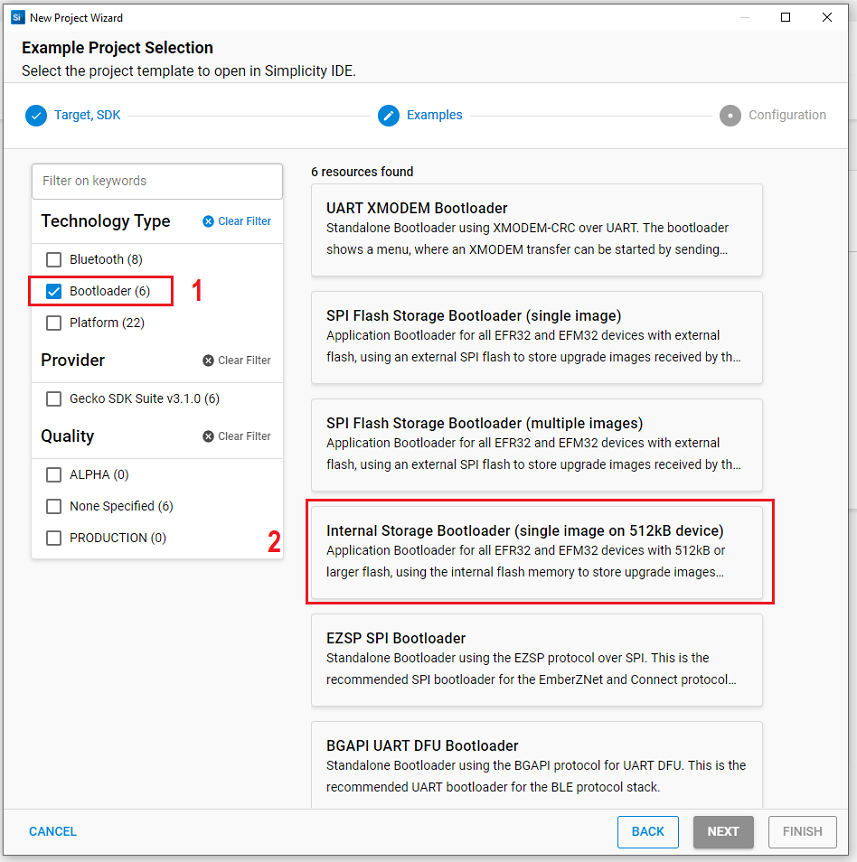 Si New Project Wizard
Example Project Selection
Select the project template to open in Simplicity IDE.
Target, SDK
Examples
Configuration
Filter on keywords
Technology Type
Clear Filter
Bluetooth (8)
Bootloader (6)
1
Platform (22)
Provider
Clear Filter
Gecko SDK Suite v3.1.0 (6)
Quality
Clear Filter
ALPHA (0)
None Specified (6)
PRODUCTION (0)
2
6 resources found
UART XMODEM Bootloader
Standalone Bootloader using XMODEM-CRC over UART. The bootloader
shows a menu, where an XMODEM transfer can be started by sending...
SPI Flash Storage Bootloader (single image)
Application Bootloader for all EFR32 and EFM32 devices with external
flash, using an external SPI flash to store upgrade images received by th...
SPI Flash Storage Bootloader (multiple images)
Application Bootloader for all EFR32 and EFM32 devices with external
flash, using an external SPI flash to store upgrade images received by th...
Internal Storage Bootloader (single image on 512kB device)
Application Bootloader for all EFR32 and EFM32 devices with 512kB or
larger flash, using the internal flash memory to store upgrade images...
EZSP SPI Bootloader
Standalone Bootloader using the EZSP protocol over SPI. This is the
recommended SPI bootloader for the EmberZNet and Connect protocol...
BGAPI UART DFU Bootloader
Standalone Bootloader using the BGAPI protocol for UART DFU. This is the
recommended UART bootloader for the BLE protocol stack.
CANCEL
BACK
NEXT
FINISH